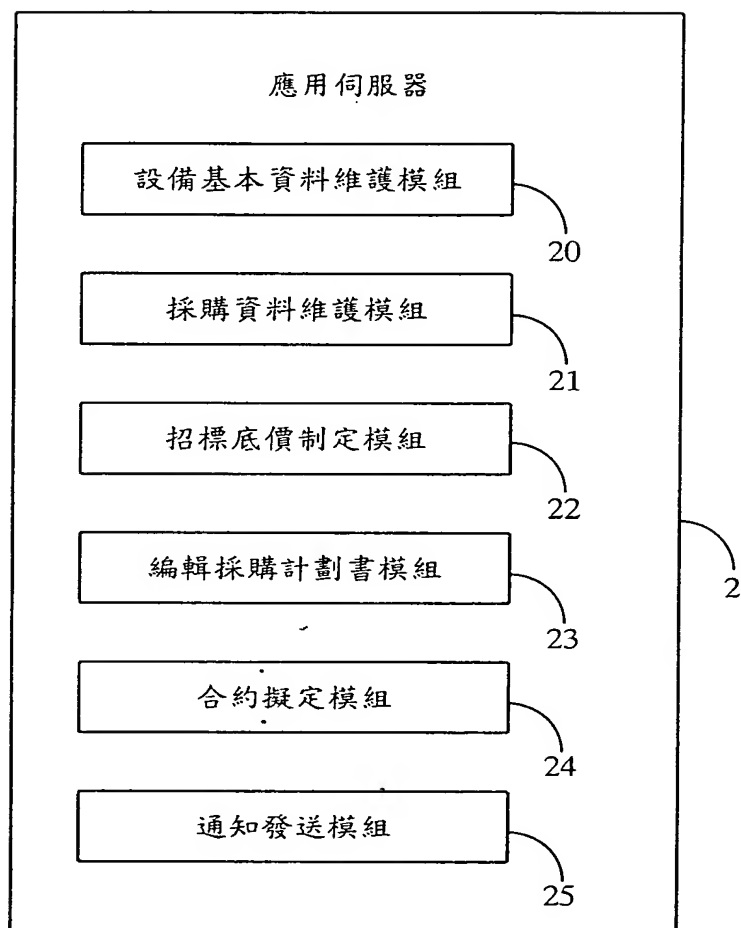 應用伺服器
設備基本資料維護模組
20
採購資料維護模組
21
招標底價制定模組
22
2
編輯採購計劃書模組
23
合約擬定模組
24
通知發送模組
25